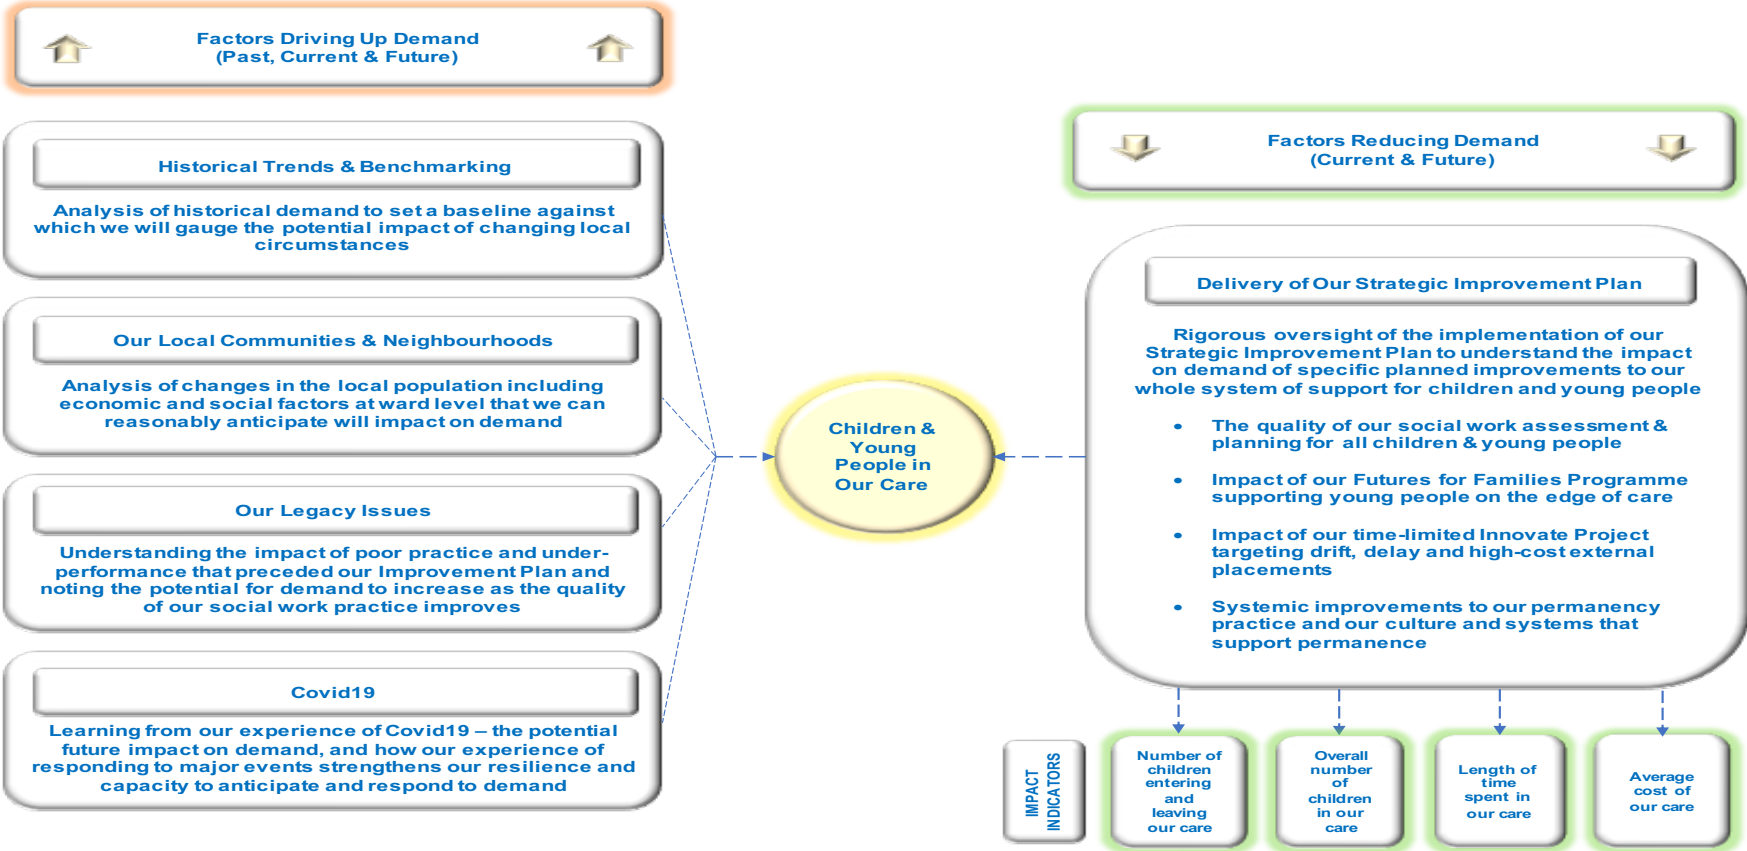 Factors Driving Up Demand
(Past, Current & Future)
Historical Trends & Benchmarking
Analysis of historical demand to set a baseline against
which we will gauge the potential impact of changing local
circumstances
Our Local Communities & Neighbourhoods
Analysis of changes in the local population including
economic and social factors at ward level that we can
reasonably anticipate will impact on demand
Our Legacy Issues
Understanding the impact of poor practice and under-
performance that preceded our Improvement Plan and
noting the potential for demand to increase as the quality
of our social work practice improves
Covid19
Learning from our experience of Covid19 – the potential
future impact on demand, and how our experience of
responding to major events strengthens our resilience and
capacity to anticipate and respond to demand
Children &
Young
People in
Our Care
Factors Reducing Demand
(Current & Future)
Delivery of Our Strategic Improvement Plan
Rigorous oversight of the implementation of our
Strategic Improvement Plan to understand the impact
on demand of specific planned improvements to our
whole system of support for children and young people
• The quality of our social work assessment &
planning for all children & young people
• Impact of our Futures for Families Programme
supporting young people on the edge of care
• Impact of our time-limited Innovate Project
targeting drift, delay and high-cost external
placements
• Systemic improvements to our permanency
practice and our culture and systems that
support permanence
IMPACT
INDICATORS
Number of
children
entering
and
leaving
our care
Overall
number
of
children
in our
care
Length of
time
spent in
our care
Average
cost of
our care